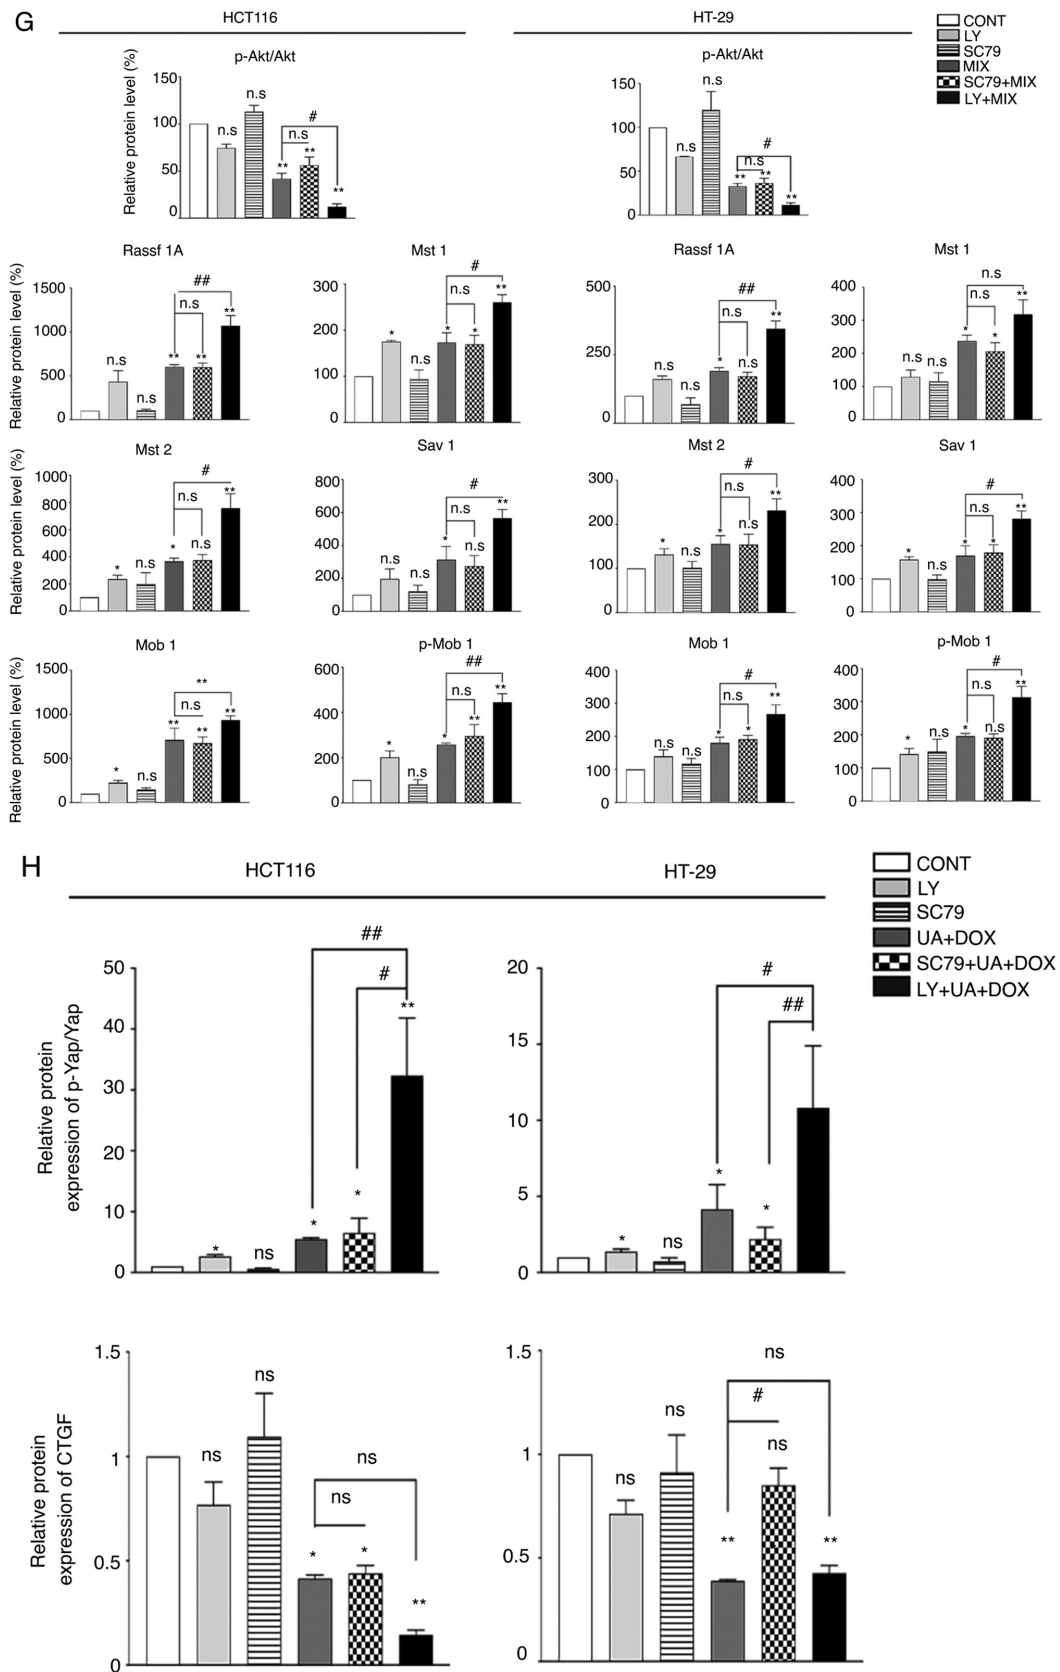 G
HCT116
HT-29
CONT
LY
SC79
MIX
SC79+MIX
LY+MIX
p-Akt/Akt
Relative protein level (%)
150
100
50
0
n.s
n.s
**
n.s
**
#
**
p-Akt/Akt
150
100
50
0
n.s
n.s
**
n.s
**
#
**
Rassf 1A
Relative protein level (%)
1500
1000
500
0
n.s
n.s
**
n.s
**
##
**
Mst 1
300
200
100
0
*
n.s
*
n.s
*
#
**
Rassf 1A
500
250
0
n.s
n.s
*
n.s
n.s
##
**
Mst 1
400
300
200
100
0
n.s
n.s
*
n.s
*
n.s
**
Mst 2
Relative protein level (%)
1000
800
600
400
200
0
*
n.s
*
n.s
n.s
#
**
Sav 1
800
600
400
200
0
n.s
n.s
*
n.s
n.s
#
**
Mst 2
300
200
100
0
*
n.s
*
n.s
n.s
#
**
Sav 1
400
300
200
100
0
*
n.s
*
n.s
*
#
**
Mob 1
Relative protein level (%)
1500
1000
500
0
*
n.s
**
n.s
**
**
**
p-Mob 1
600
400
200
0
*
n.s
*
n.s
**
##
**
Mob 1
400
300
200
100
0
n.s
n.s
*
n.s
*
#
**
p-Mob 1
400
300
200
100
0
*
n.s
*
n.s
n.s
#
**
H
HCT116
HT-29
CONT
LY
SC79
UA+DOX
SC79+UA+DOX
LY+UA+DOX
Relative protein
expression of p-Yap/Yap
50
40
30
20
10
0
*
ns
*
*
##
#
**
20
15
10
5
0
*
ns
*
*
#
##
Relative protein
expression of CTGF
1.5
1
0.5
0
ns
ns
*
ns
*
ns
**
1.5
1
0.5
0
ns
ns
**
#
ns
ns
**